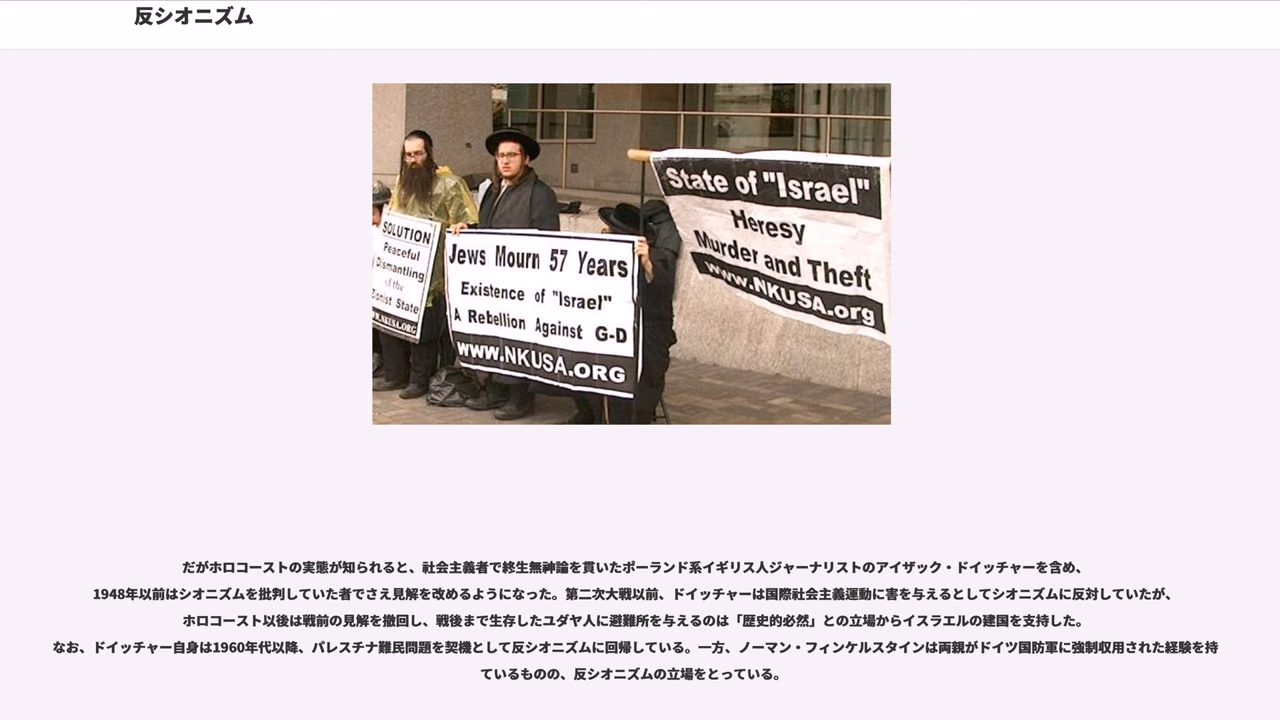 反シオニズム
SOLUTION
Peaceful
Dismantling
of the
Zionist State
WW.NKUSA.ORG
Jews Mourn 57 Years
Existence of "Israel"
A Rebellion Against G-D
www.NKUSA.ORG
State of "Israel"
Heresy
Murder and Theft
www.NKUSA.org
だがホロコーストの実態が知られると、社会主義者で終生無神論を貫いたポーランド系イギリス人ジャーナリストのアイザック・ドイッチャーを含め、
1948年以前はシオニズムを批判していた者でさえ見解を改めるようになった。第二次大戦以前、ドイッチャーは国際社会主義運動に害を与えるとしてシオニズムに反対していたが、
ホロコースト以後は戦前の見解を撤回し、戦後まで生存したユダヤ人に避難所を与えるのは「歴史的必然」との立場からイスラエルの建国を支持した。
なお、ドイッチャー自身は1960年代以降、パレスチナ難民問題を契機として反シオニズムに回帰している。一方、ノーマン・フィンケルスタインは両親がドイツ国防軍に強制収用された経験を持
ているものの、反シオニズムの立場をとっている。